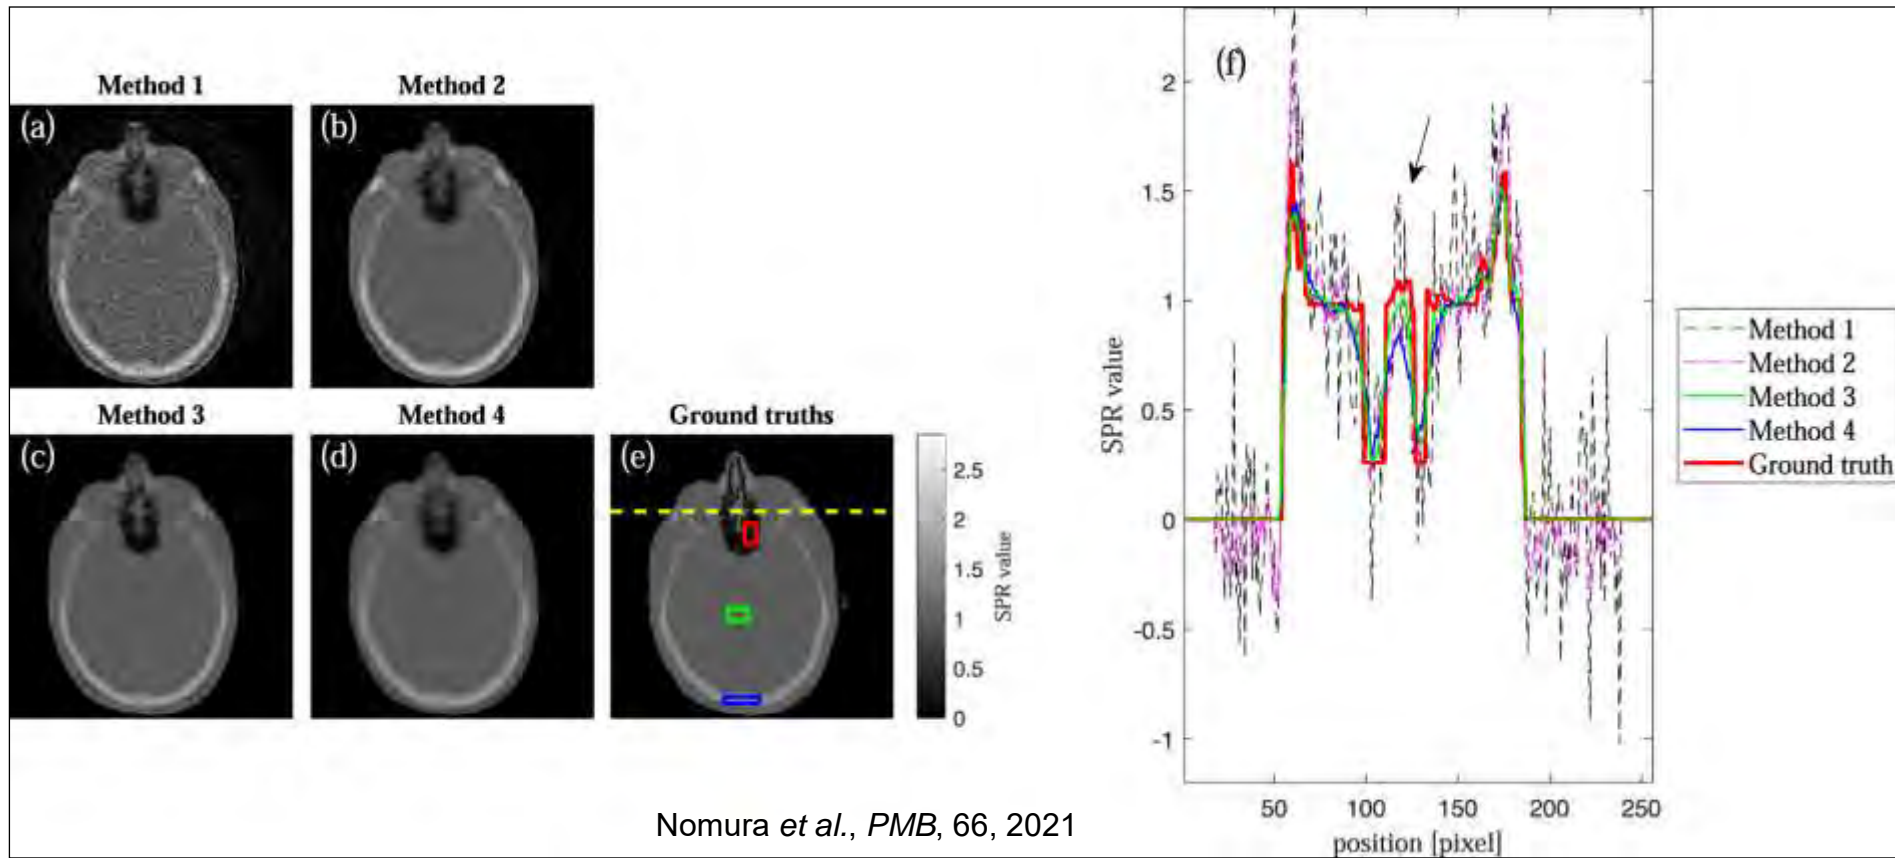 Method 1
Method 2
(a)
(b)
Method 3
Method 4
Ground truths
(c)
(d)
(e)
2.5
2
1.5
1
0.5
0
SPR value
(f)
2
1.5
1
0.5
0
-0.5
-1
SPR value
50
100
150
200
250
position [pixel]
Method 1
Method 2
Method 3
Method 4
Ground truth
Nomura et al., PMB, 66, 2021